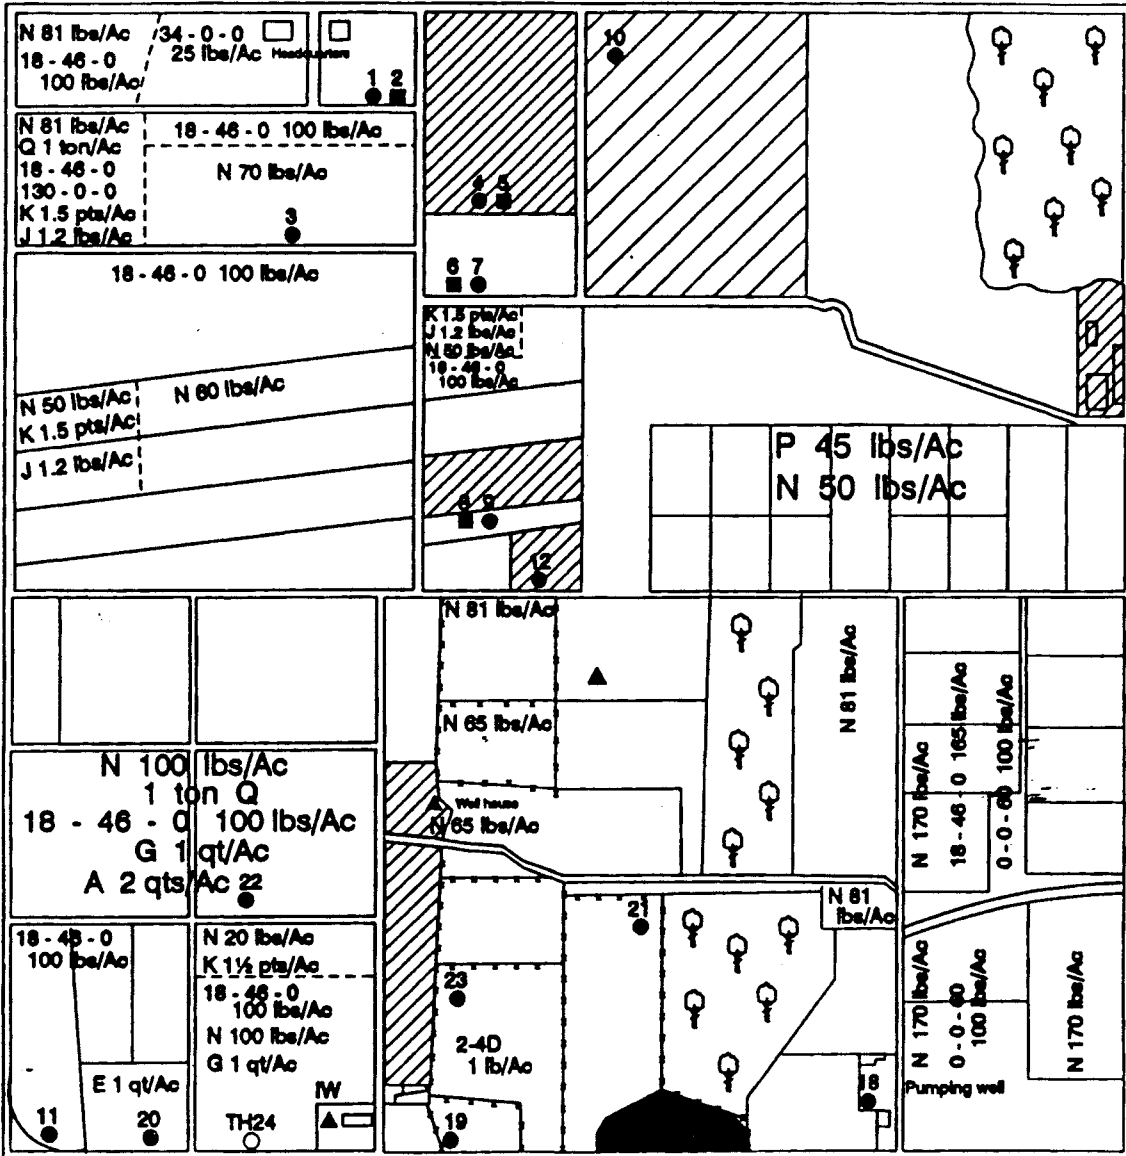 N 81 lbs/Ac
18 - 46 - 0
100 lbs/Ac
34 - 0 - 0
25 lbs/Ac
Headquarters
1 2
10
N 81 lbs/Ac
Q 1 ton/Ac
18 - 46 - 0
130 - 0 - 0
K 1.5 pts/Ac
J 1.2 lbs/Ac
18 - 46 - 0 100 lbs/Ac
N 70 lbs/Ac
3
4 5
6 7
18 - 46 - 0 100 lbs/Ac
N 50 lbs/Ac
K 1.5 pts/Ac
J 1.2 lbs/Ac
N 60 lbs/Ac
K 1.5 pts/Ac
J 1.2 lbs/Ac
N 50 lbs/Ac
18 - 46 - 0
100 lbs/Ac
8 9
12
P 45 lbs/Ac
N 50 lbs/Ac
N 81 lbs/Ac
N 65 lbs/Ac
Well house
N 65 lbs/Ac
N 81 lbs/Ac
N 170 lbs/Ac
18 - 46 - 0 165 lbs/Ac
0 - 0 - 60 100 lbs/Ac
N 100 lbs/Ac
1 ton Q
18 - 46 - 0 100 lbs/Ac
G 1 qt/Ac
A 2 qts/Ac
22
21
N 81
lbs/Ac
18 - 46 - 0
100 lbs/Ac
N 20 lbs/Ac
K 1½ pts/Ac
18 - 46 - 0
100 lbs/Ac
N 100 lbs/Ac
G 1 qt/Ac
23
2-4D
1 lb/Ac
N 170 lbs/Ac
0 - 0 - 60
100 lbs/Ac
N 170 lbs/Ac
E 1 qt/Ac
11
20
TH24
IW
19
18
Pumping well